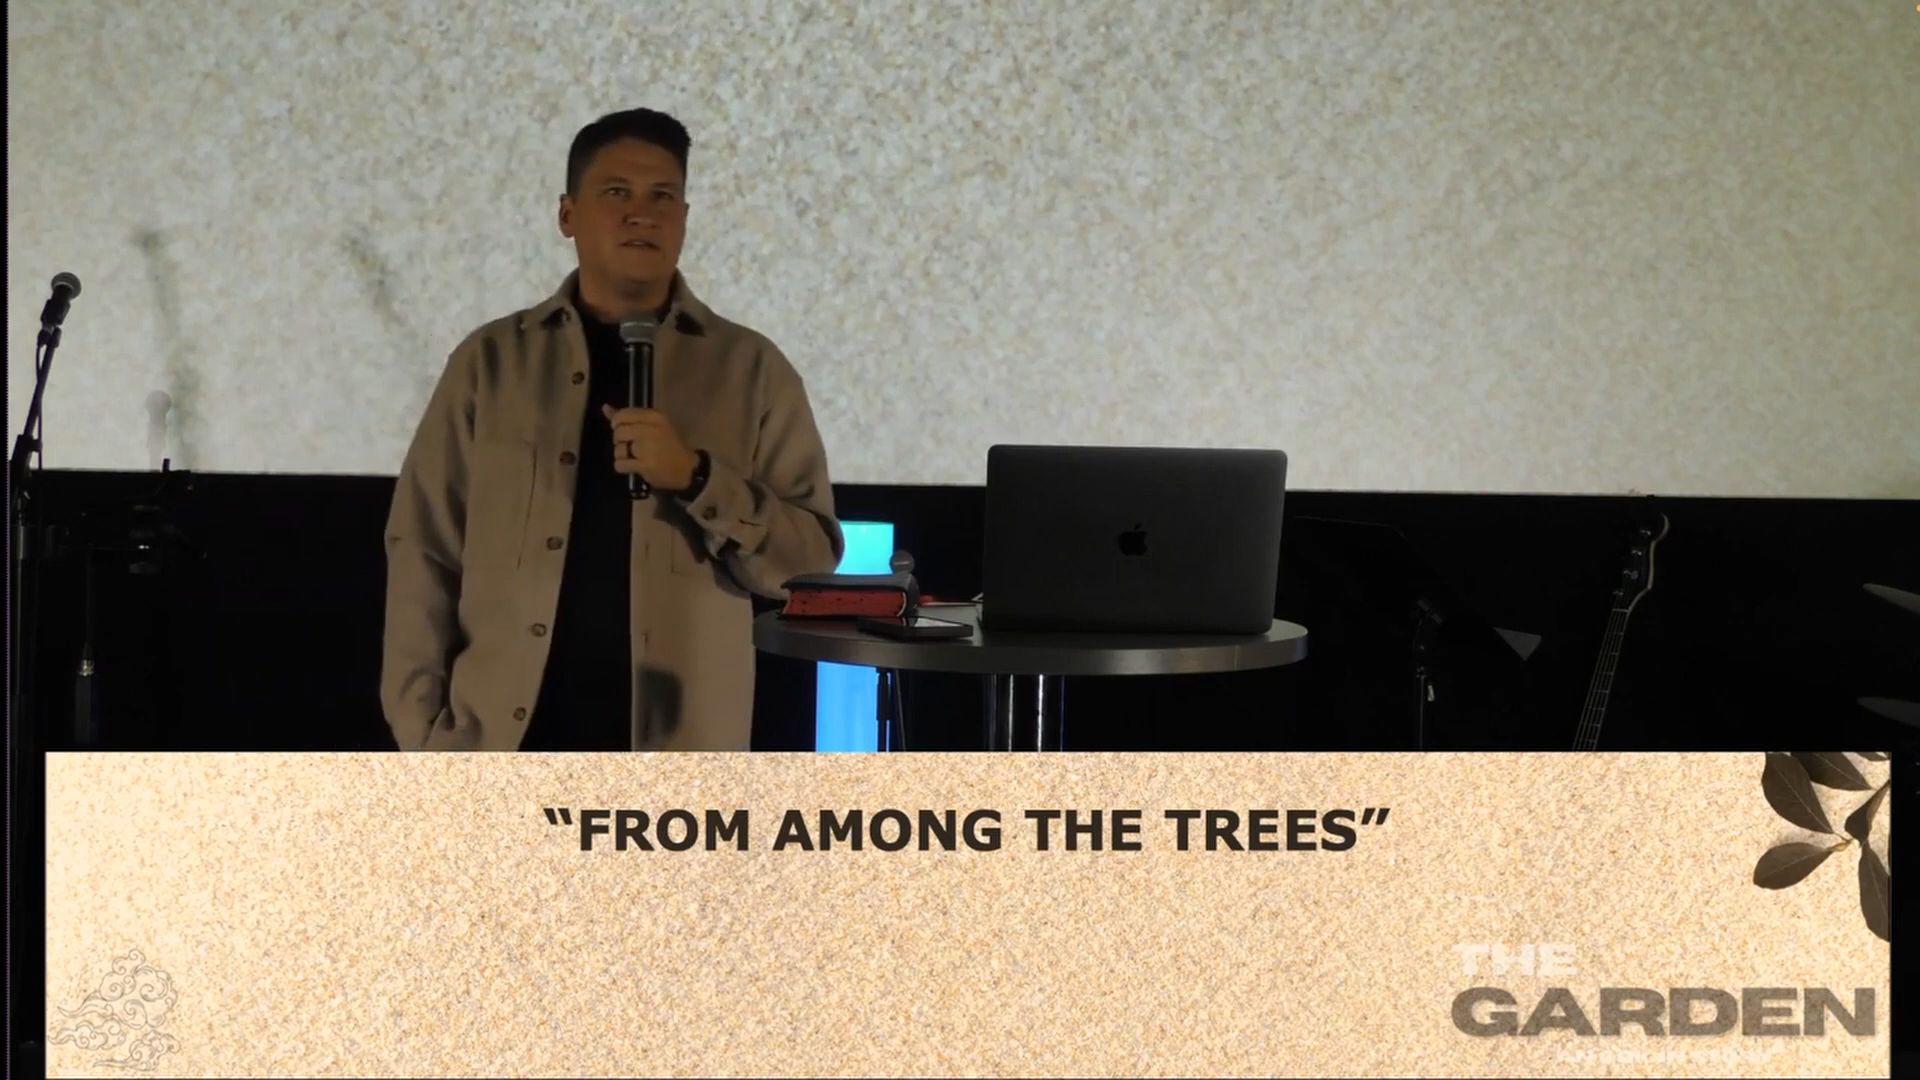 “FROM AMONG THE TREES”
THE
GARDEN